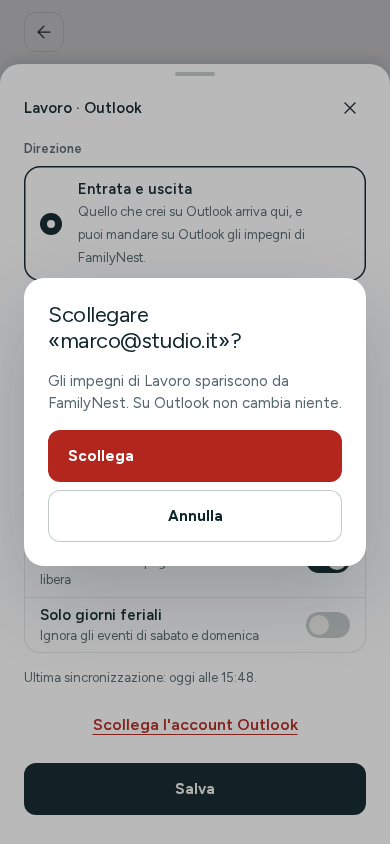 Lavoro · Outlook
Direzione
Entrata e uscita
Quello che crei su Outlook arriva qui, e
puoi mandare su Outlook gli impegni di
FamilyNest.
Scollegare
«marco@studio.it»?
Gli impegni di Lavoro spariscono da
FamilyNest. Su Outlook non cambia niente.
Scollega
Annulla
libera
Solo giorni feriali
Ignora gli eventi di sabato e domenica
Ultima sincronizzazione: oggi alle 15:48.
Scollega l'account Outlook
Salva